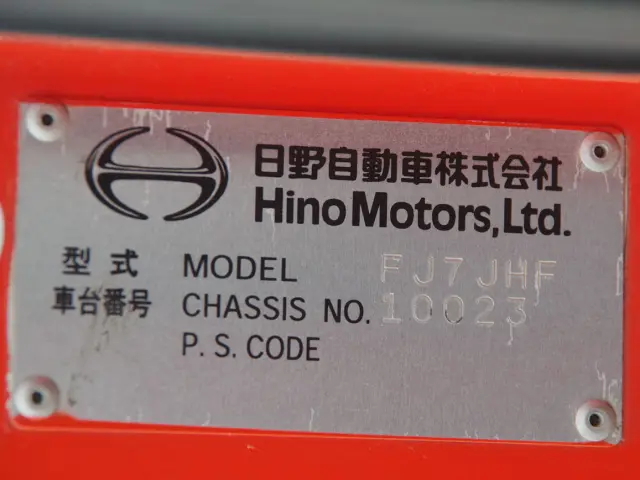 日野自動車株式会社
Hino Motors, Ltd.
型式 MODEL FJ7JHF
車台番号 CHASSIS NO. 10023
P. S. CODE